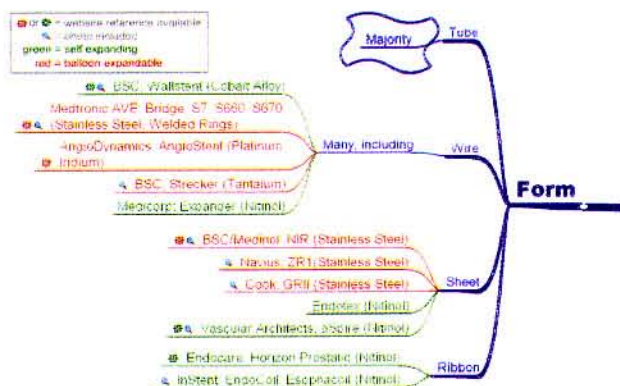 or = website reference available
= photo included
green = self expanding
red = balloon expandable
Majority
Tube
BSC, Wallstent (Cobalt Alloy)
Medtronic AVE, Bridge, S7, S660, S670
(Stainless Steel, Welded Rings)
AngioDynamics, AngioStent (Platinum
Iridium)
BSC, Strecker (Tantalum)
Medicorp, Expander (Nitinol)
Many, including
Wire
Form
BSC/Medinol, NIR (Stainless Steel)
Navius, ZR1 (Stainless Steel)
Cook, GRII (Stainless Steel)
Endotex (Nitinol)
Vascular Architects, aSpire (Nitinol)
Sheet
Endocare, Horizon Prostatic (Nitinol)
InStent, EndoCoil, Esophacoil (Nitinol)
Ribbon